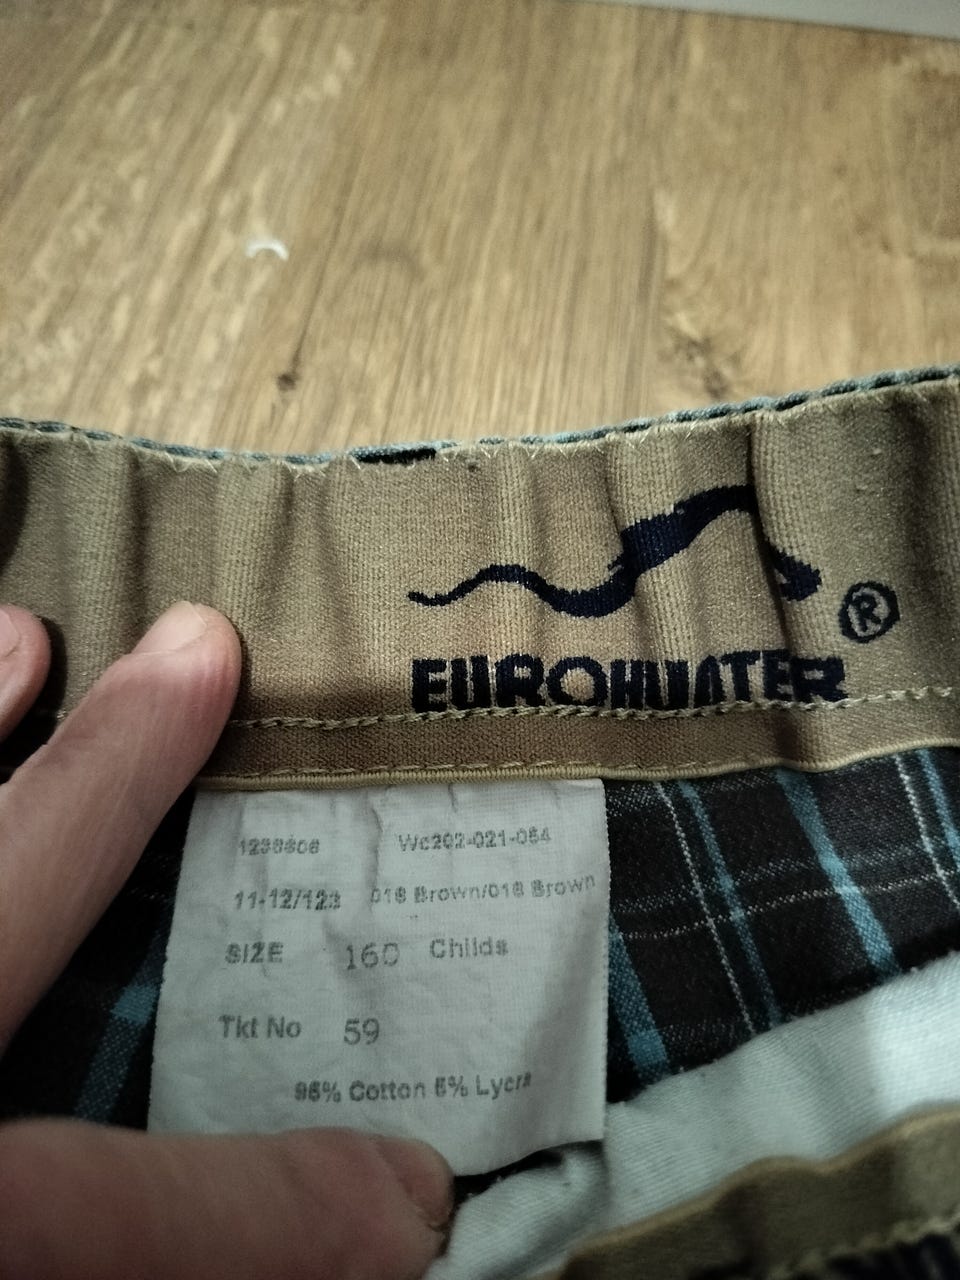 ®
EUROHUNTER
Wc202-021-054
11-12/123 018 Brown/018 Brown
SIZE 160 Childs
Tkt No 59
95% Cotton 5% Lycra